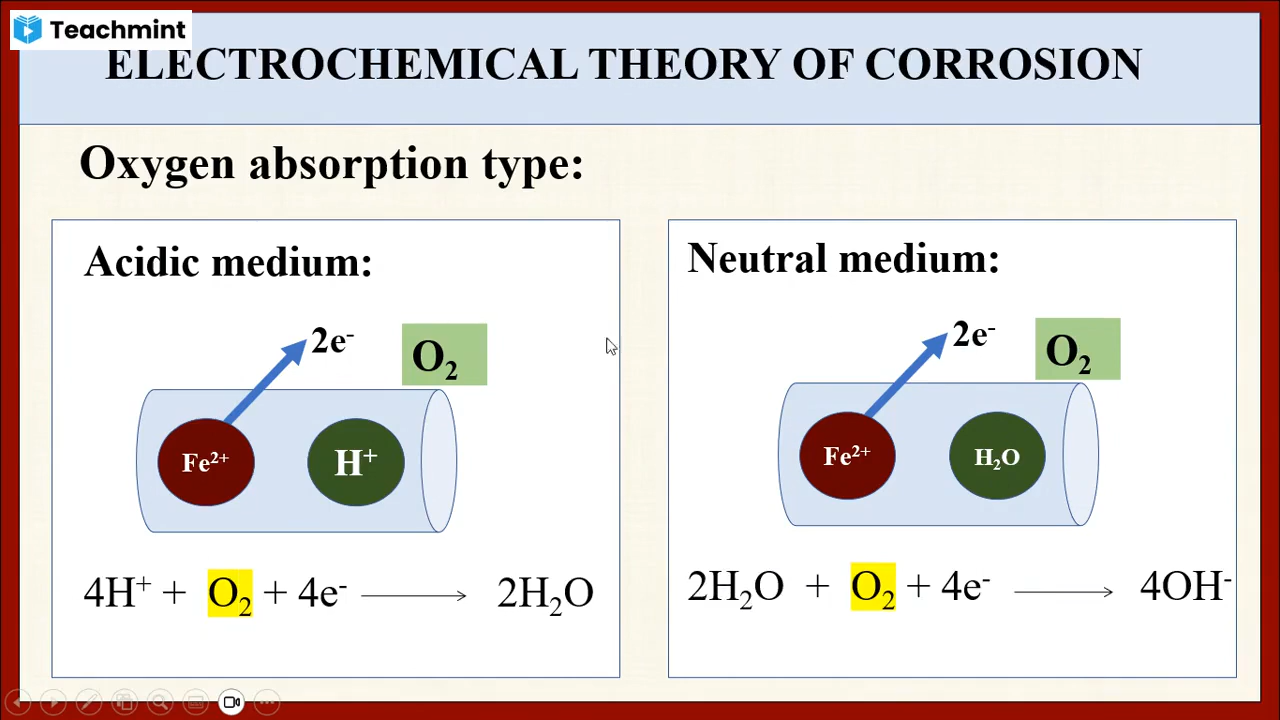 Teachmint
ELECTROCHEMICAL THEORY OF CORROSION
Oxygen absorption type:
Acidic medium:
2e⁻
O₂
Fe²⁺
H⁺
4H⁺ + O₂ + 4e⁻ ⟶ 2H₂O
Neutral medium:
2e⁻
O₂
Fe²⁺
H₂O
2H₂O + O₂ + 4e⁻ ⟶ 4OH⁻